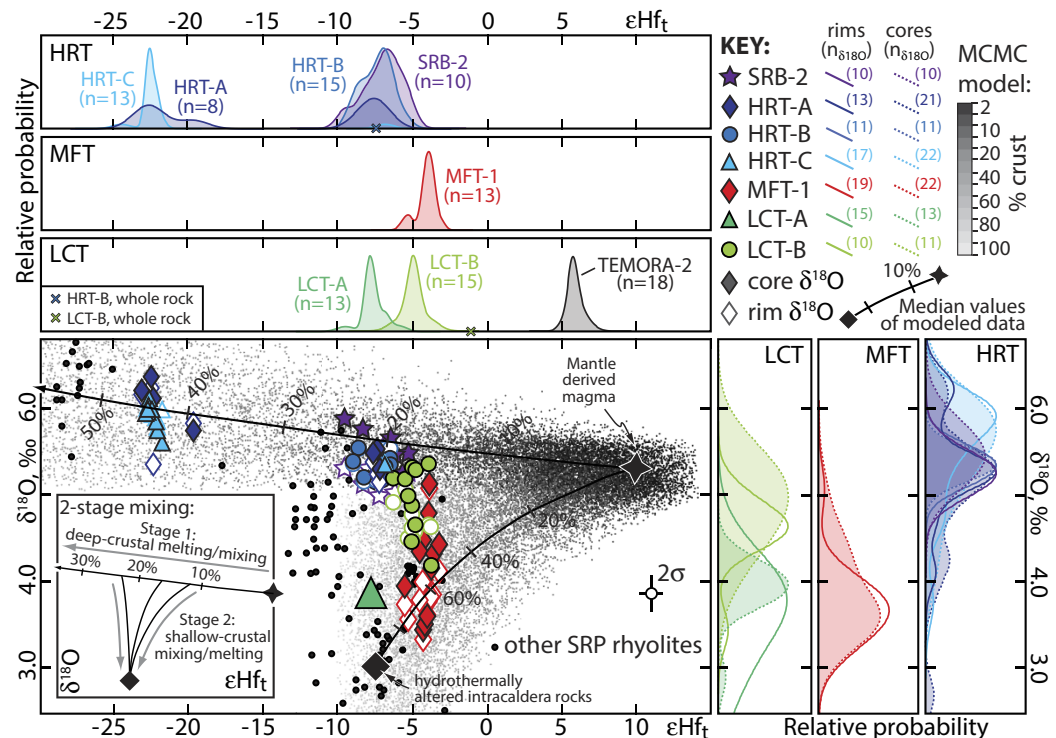 -25 -20 -15 -10 -5 0 5 εHft
HRT
HRT-C
(n=13)
HRT-A
(n=8)
HRT-B
(n=15)
SRB-2
(n=10)
MFT
MFT-1
(n=13)
LCT
LCT-A
(n=13)
LCT-B
(n=15)
TEMORA-2
(n=18)
HRT-B, whole rock
LCT-B, whole rock
Relative probability
KEY:
rims
(nδ18O)
cores
(nδ18O)
SRB-2 (10) (10)
HRT-A (13) (21)
HRT-B (11) (11)
HRT-C (17) (22)
MFT-1 (19) (22)
LCT-A (15) (13)
LCT-B (10) (11)
core δ18O
rim δ18O
MCMC
model:
2
10
20
40
60
80
100
% crust
10%
Median values
of modeled data
δ18O, ‰
6.0
4.0
3.0
50%
40%
30%
20%
10%
Mantle
derived
magma
20%
40%
60%
2σ
other SRP rhyolites
hydrothermally
altered intracaldera rocks
2-stage mixing:
Stage 1:
deep-crustal melting/mixing
30% 20% 10%
Stage 2:
shallow-crustal
mixing/melting
δ18O
εHft
-25 -20 -15 -10 -5 0 5 10 εHft
LCT
MFT
HRT
6.0
δ18O, ‰
4.0
3.0
Relative probability